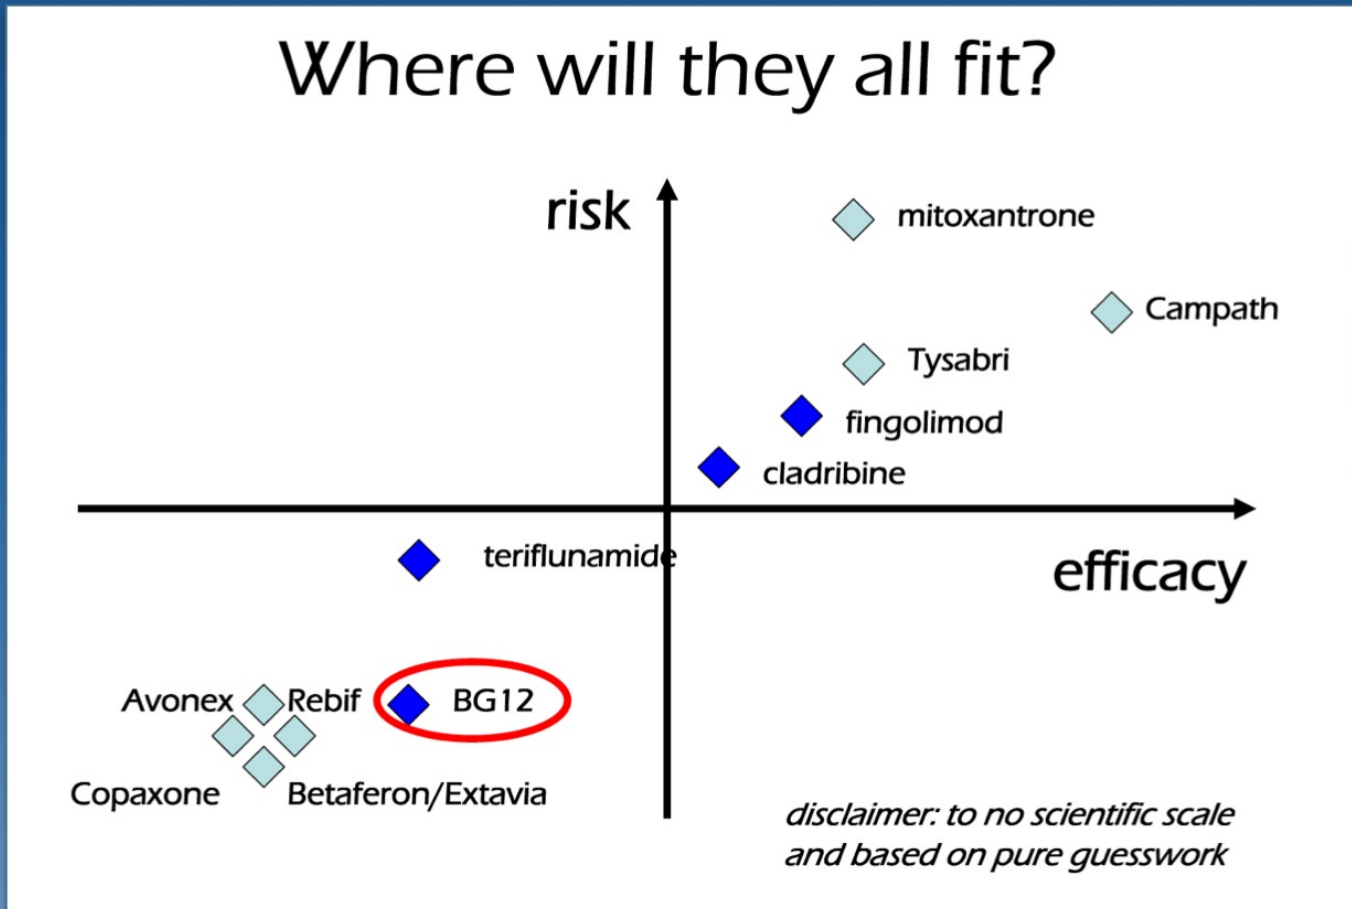 Where will they all fit?
risk
mitoxantrone
Campath
Tysabri
fingolimod
cladribine
teriflunamide
efficacy
Avonex Rebif BG12
Copaxone Betaferon/Extavia
disclaimer: to no scientific scale
and based on pure guesswork